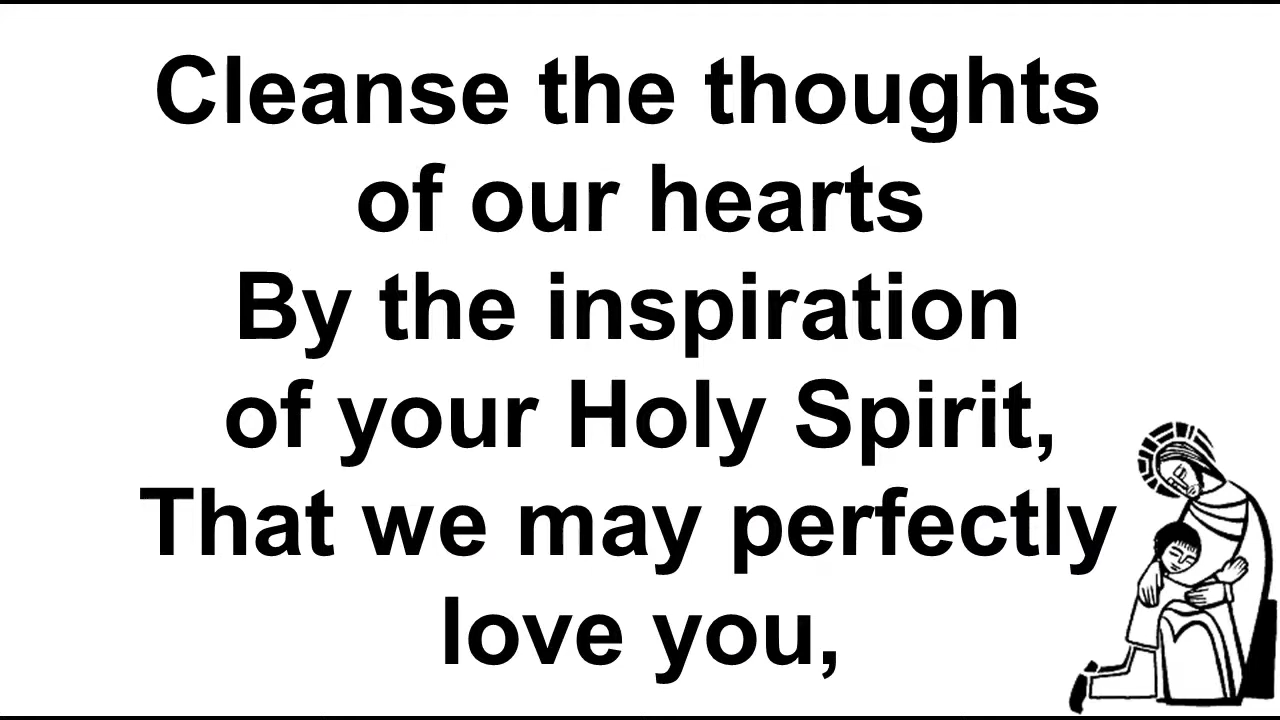 Cleanse the thoughts
of our hearts
By the inspiration
of your Holy Spirit,
That we may perfectly
love you,